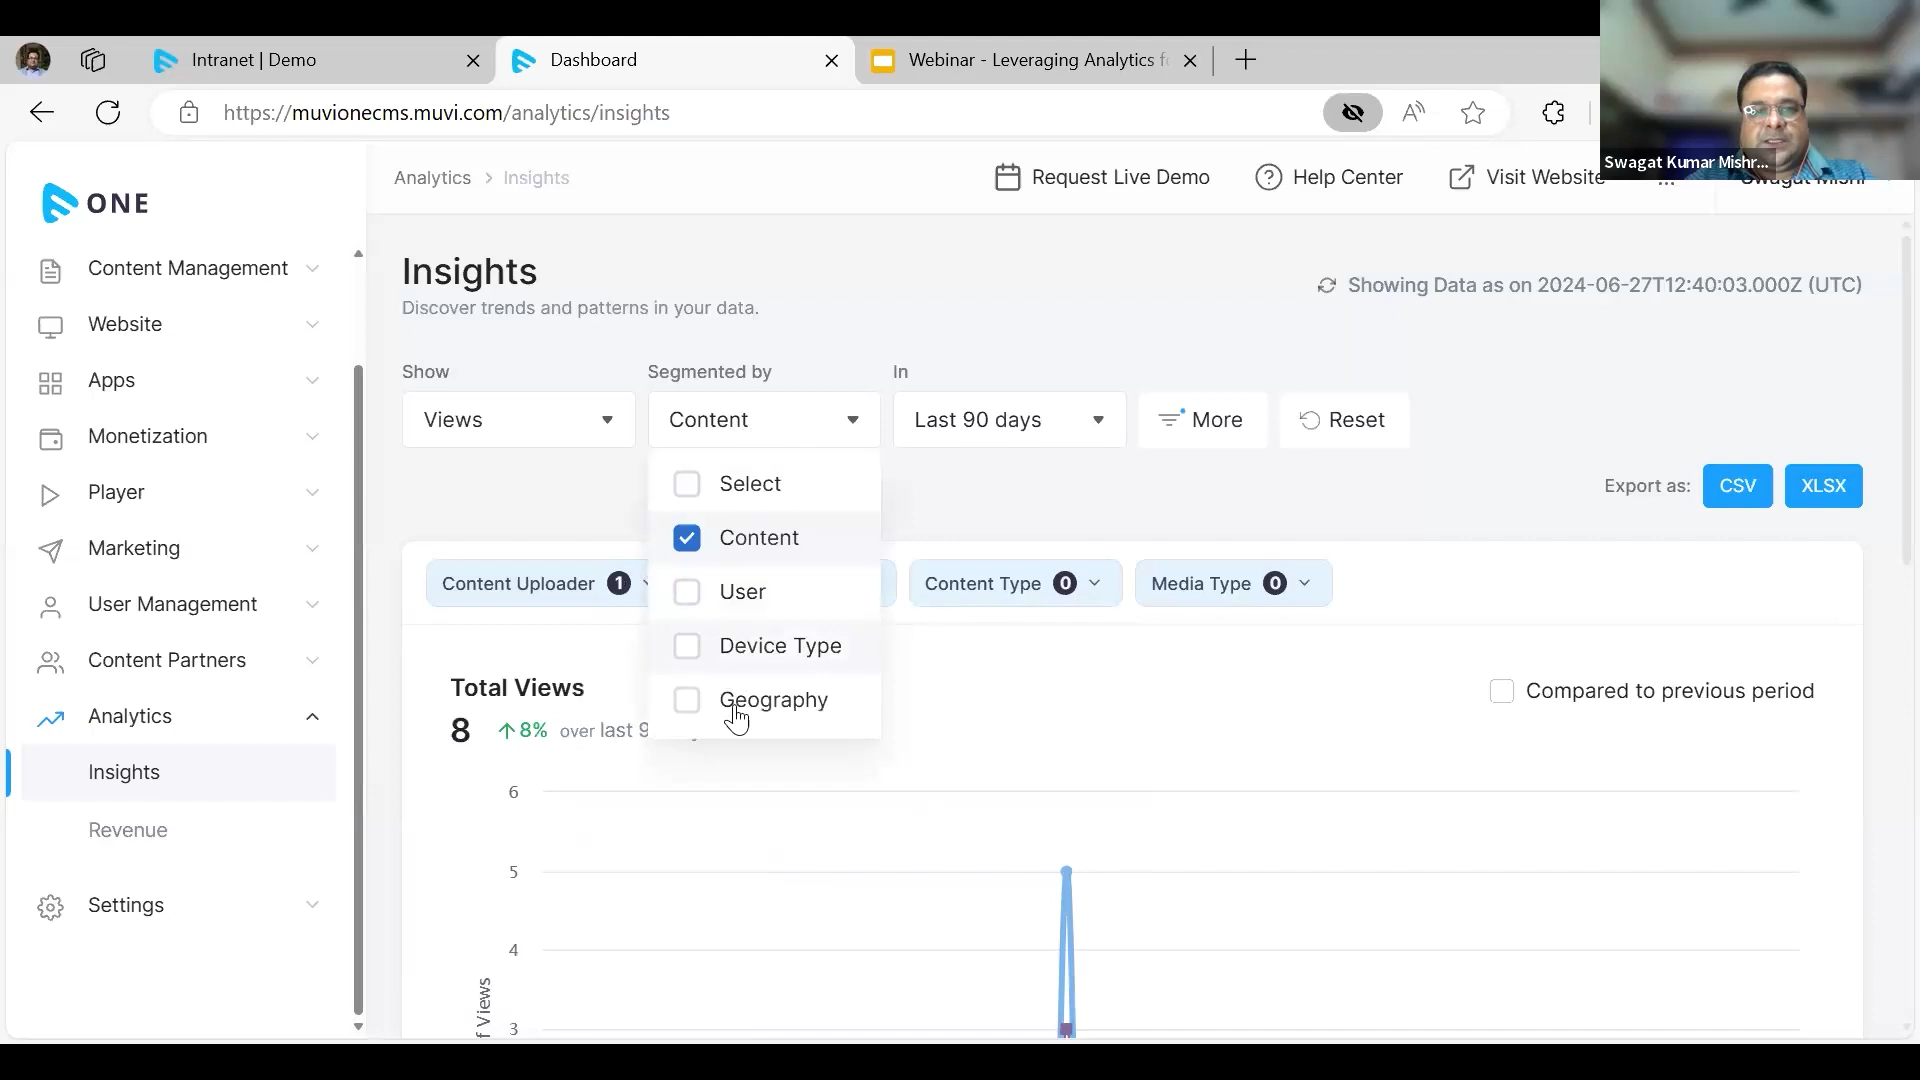 Intranet | Demo
Dashboard
Webinar - Leveraging Analytics f
https://muvionecms.muvi.com/analytics/insights
Swagat Kumar Mishr...
ONE
Analytics > Insights
Request Live Demo
Help Center
Visit Website
Swagat Mishr
Content Management
Website
Apps
Monetization
Player
Marketing
User Management
Content Partners
Analytics
Insights
Revenue
Settings
Insights
Discover trends and patterns in your data.
Showing Data as on 2024-06-27T12:40:03.000Z (UTC)
Show
Segmented by
In
Views
Content
Last 90 days
More
Reset
Select
Content
User
Device Type
Geography
Export as:
CSV
XLSX
Content Uploader 1
Content Type 0
Media Type 0
Total Views
8
8% over last 9
Compared to previous period
6
5
4
3
f Views